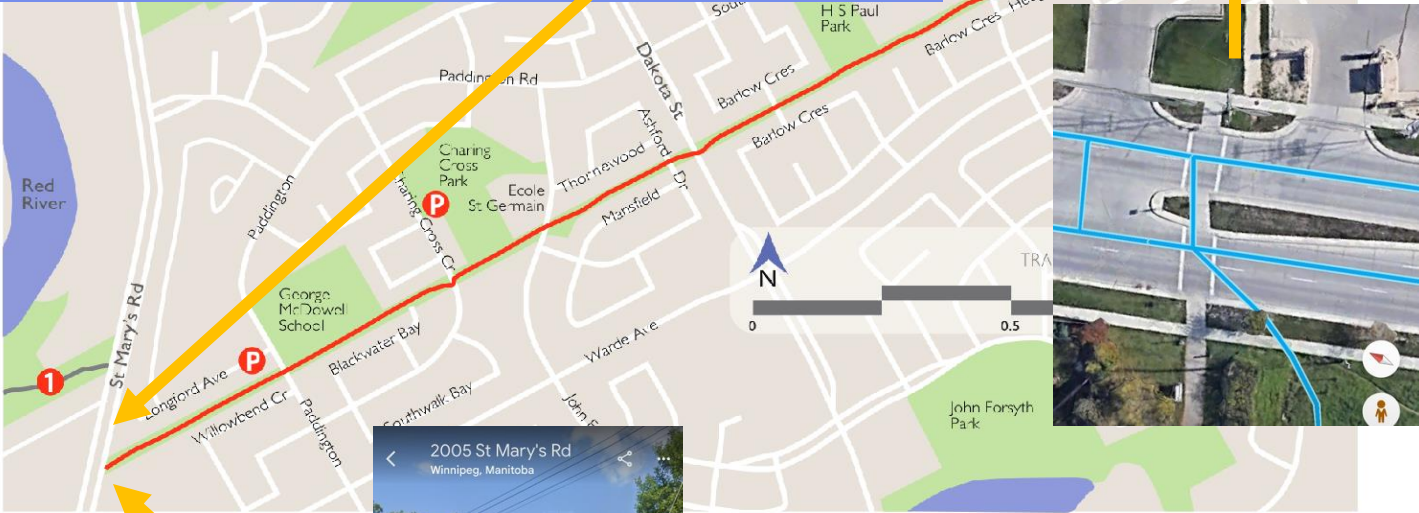 H S Paul
Park
Barlow Cres
Dakota St
Paddington Rd
Barlow Cres
Barlow Cres
Ashford Dr
Charing
Cross
Park
Thornewood
Red
River
Paddington
Charing Cross Cr
P
Ecole
St Germain
Mansfield
N
TRA
0
0.5
George
McDowell
School
St Mary's Rd
Warde Ave
Blackwater Bay
P
1
Longford Ave
Willowbend Cr
Paddington
Southwalk Bay
John
John Forsyth
Park
2005 St Mary's Rd
Winnipeg, Manitoba